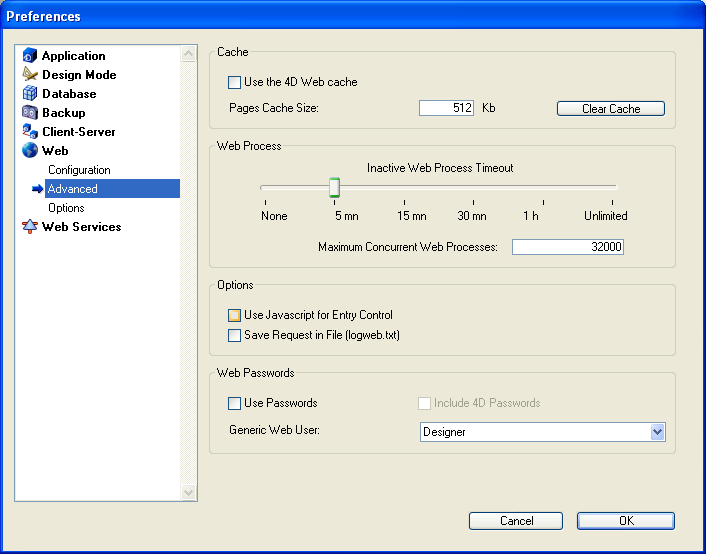 Preferences
Application
Design Mode
Database
Backup
Client-Server
Web
Configuration
Advanced
Options
Web Services
Cache
Use the 4D Web cache
Pages Cache Size: 512 Kb Clear Cache
Web Process
Inactive Web Process Timeout
None 5 mn 15 mn 30 mn 1 h Unlimited
Maximum Concurrent Web Processes: 32000
Options
Use Javascript for Entry Control
Save Request in File (logweb.txt)
Web Passwords
Use Passwords Include 4D Passwords
Generic Web User: Designer
Cancel OK